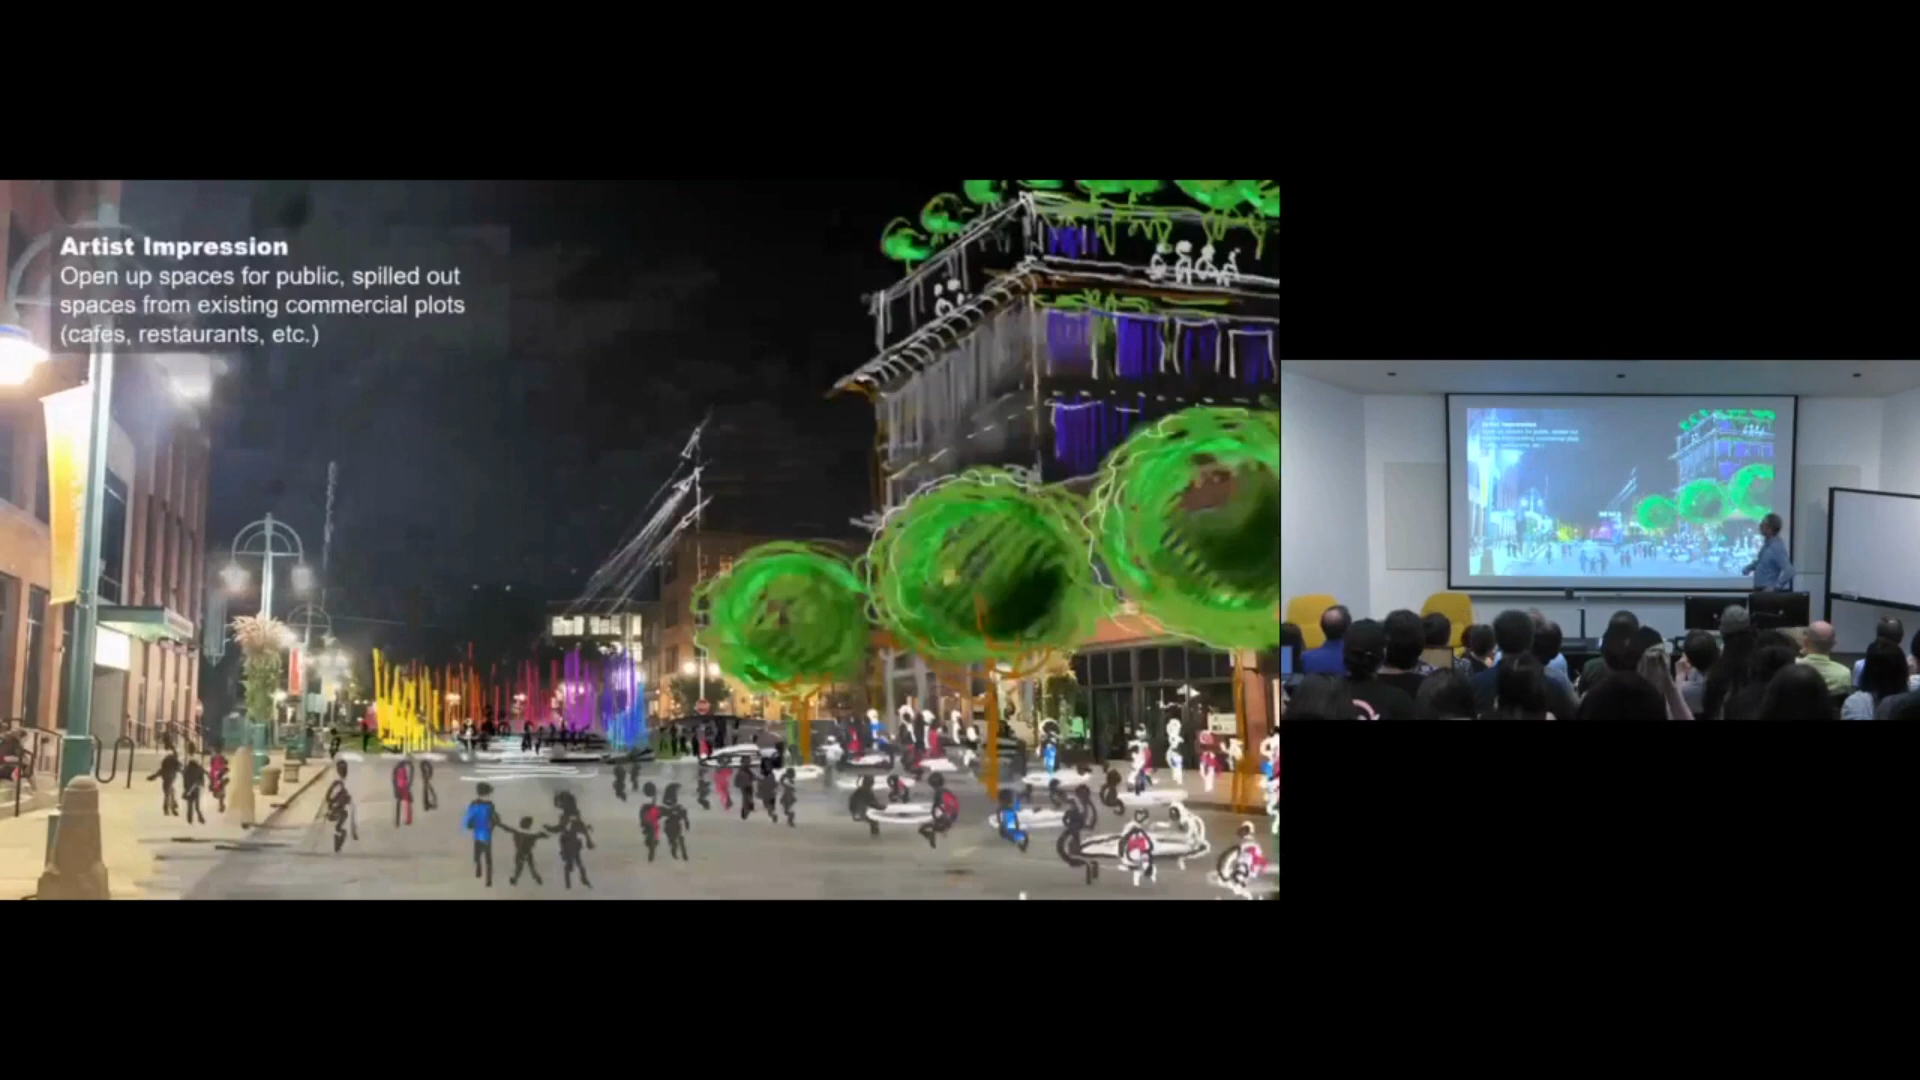 Artist Impression
Open up spaces for public, spilled out
spaces from existing commercial plots
(cafes, restaurants, etc.)